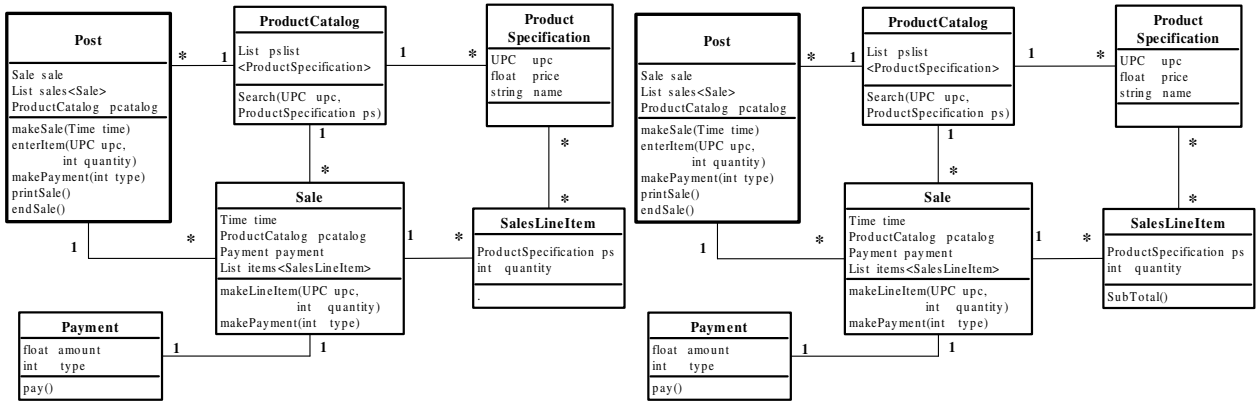 Post
Sale sale
List sales<Sale>
ProductCatalog pcatalog
makeSale(Time time)
enterItem(UPC upc,
int quantity)
makePayment(int type)
printSale()
endSale()
*
1
ProductCatalog
List pslist
<ProductSpecification>
Search(UPC upc,
ProductSpecification ps)
1
*
Product
Specification
UPC upc
float price
string name
1
*
*
*
1
*
Sale
Time time
ProductCatalog pcatalog
Payment payment
List items<SalesLineItem>
makeLineItem(UPC upc,
int quantity)
makePayment(int type)
1
*
SalesLineItem
ProductSpecification ps
int quantity
.
Payment
float amount
int type
pay()
1
1
Post
Sale sale
List sales<Sale>
ProductCatalog pcatalog
makeSale(Time time)
enterItem(UPC upc,
int quantity)
makePayment(int type)
printSale()
endSale()
*
1
ProductCatalog
List pslist
<ProductSpecification>
Search(UPC upc,
ProductSpecification ps)
1
*
Product
Specification
UPC upc
float price
string name
1
*
*
*
1
*
Sale
Time time
ProductCatalog pcatalog
Payment payment
List items<SalesLineItem>
makeLineItem(UPC upc,
int quantity)
makePayment(int type)
1
*
SalesLineItem
ProductSpecification ps
int quantity
SubTotal()
Payment
float amount
int type
pay()
1
1